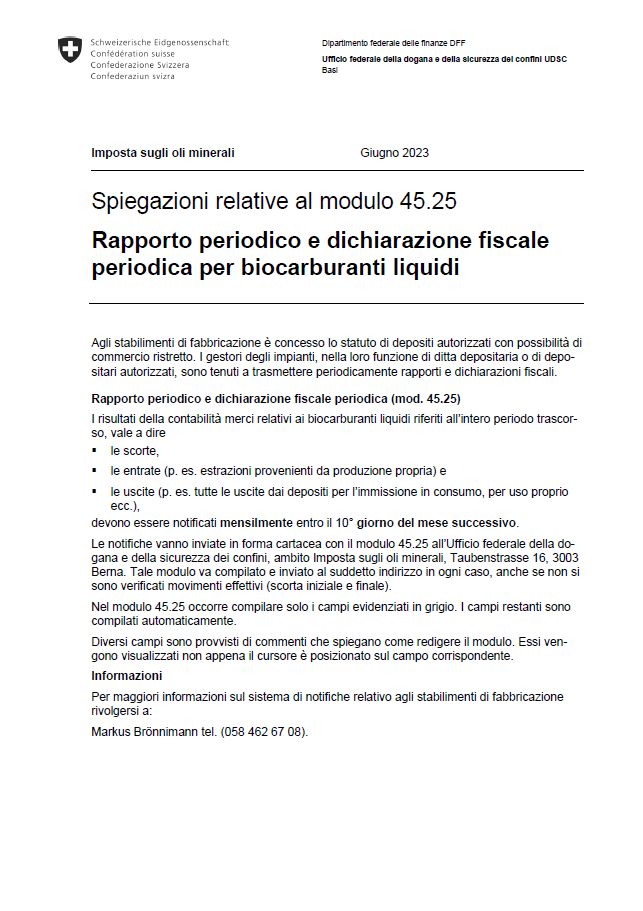 Schweizerische Eidgenossenschaft
Confédération suisse
Confederazione Svizzera
Confederaziun svizra
Dipartimento federale delle finanze DFF
Ufficio federale della dogana e della sicurezza dei confini UDSC
Basi
Imposta sugli oli minerali Giugno 2023
Spiegazioni relative al modulo 45.25
Rapporto periodico e dichiarazione fiscale
periodica per biocarburanti liquidi
Agli stabilimenti di fabbricazione è concesso lo statuto di depositi autorizzati con possibilità di
commercio ristretto. I gestori degli impianti, nella loro funzione di ditta depositaria o di depo-
sitari autorizzati, sono tenuti a trasmettere periodicamente rapporti e dichiarazioni fiscali.
Rapporto periodico e dichiarazione fiscale periodica (mod. 45.25)
I risultati della contabilità merci relativi ai biocarburanti liquidi riferiti all'intero periodo trascor-
so, vale a dire
▪ le scorte,
▪ le entrate (p. es. estrazioni provenienti da produzione propria) e
▪ le uscite (p. es. tutte le uscite dai depositi per l'immissione in consumo, per uso proprio
ecc.),
devono essere notificati mensilmente entro il 10° giorno del mese successivo.
Le notifiche vanno inviate in forma cartacea con il modulo 45.25 all'Ufficio federale della do-
gana e della sicurezza dei confini, ambito Imposta sugli oli minerali, Taubenstrasse 16, 3003
Berna. Tale modulo va compilato e inviato al suddetto indirizzo in ogni caso, anche se non si
sono verificati movimenti effettivi (scorta iniziale e finale).
Nel modulo 45.25 occorre compilare solo i campi evidenziati in grigio. I campi restanti sono
compilati automaticamente.
Diversi campi sono provvisti di commenti che spiegano come redigere il modulo. Essi ven-
gono visualizzati non appena il cursore è posizionato sul campo corrispondente.
Informazioni
Per maggiori informazioni sul sistema di notifiche relativo agli stabilimenti di fabbricazione
rivolgersi a:
Markus Brönnimann tel. (058 462 67 08).